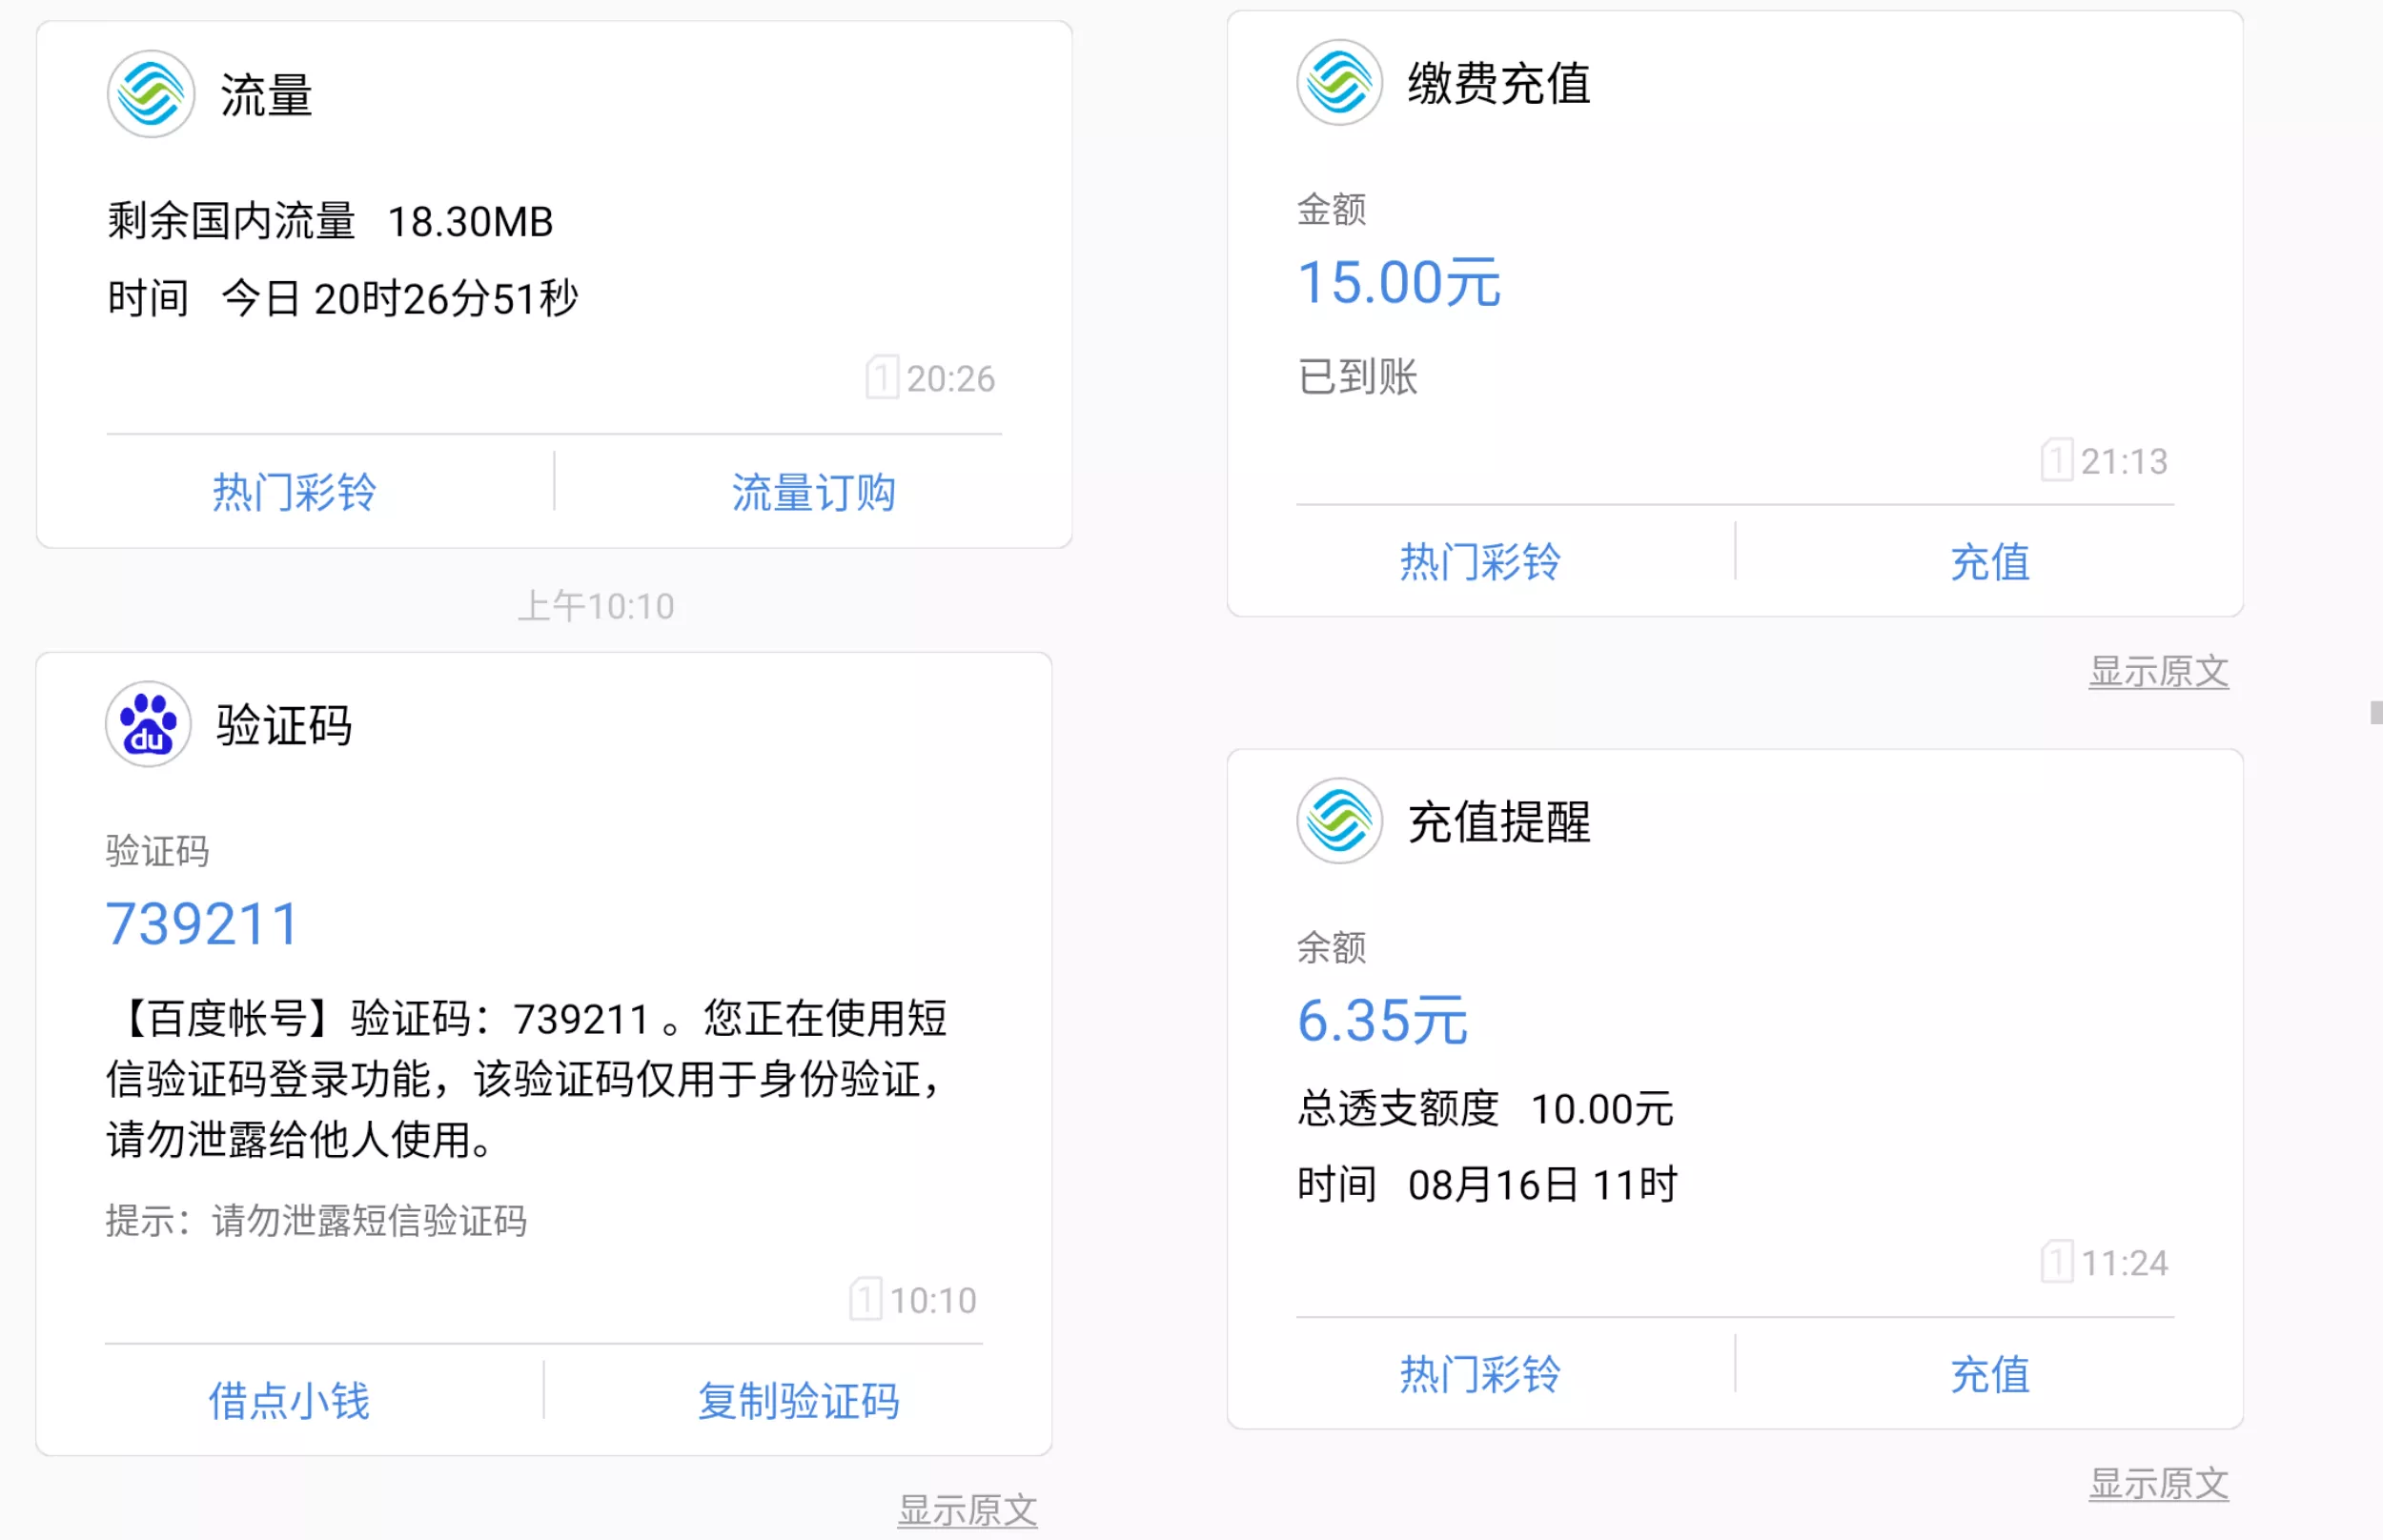 流量
剩余国内流量 18.30MB
时间 今日 20时26分51秒
1 20:26
热门彩铃 流量订购
上午10:10
du 验证码
验证码
739211
【百度帐号】验证码：739211 。您正在使用短
信验证码登录功能，该验证码仅用于身份验证，
请勿泄露给他人使用。
提示：请勿泄露短信验证码
1 10:10
借点小钱 复制验证码
显示原文
缴费充值
金额
15.00元
已到账
1 21:13
热门彩铃 充值
显示原文
充值提醒
余额
6.35元
总透支额度 10.00元
时间 08月16日 11时
1 11:24
热门彩铃 充值
显示原文